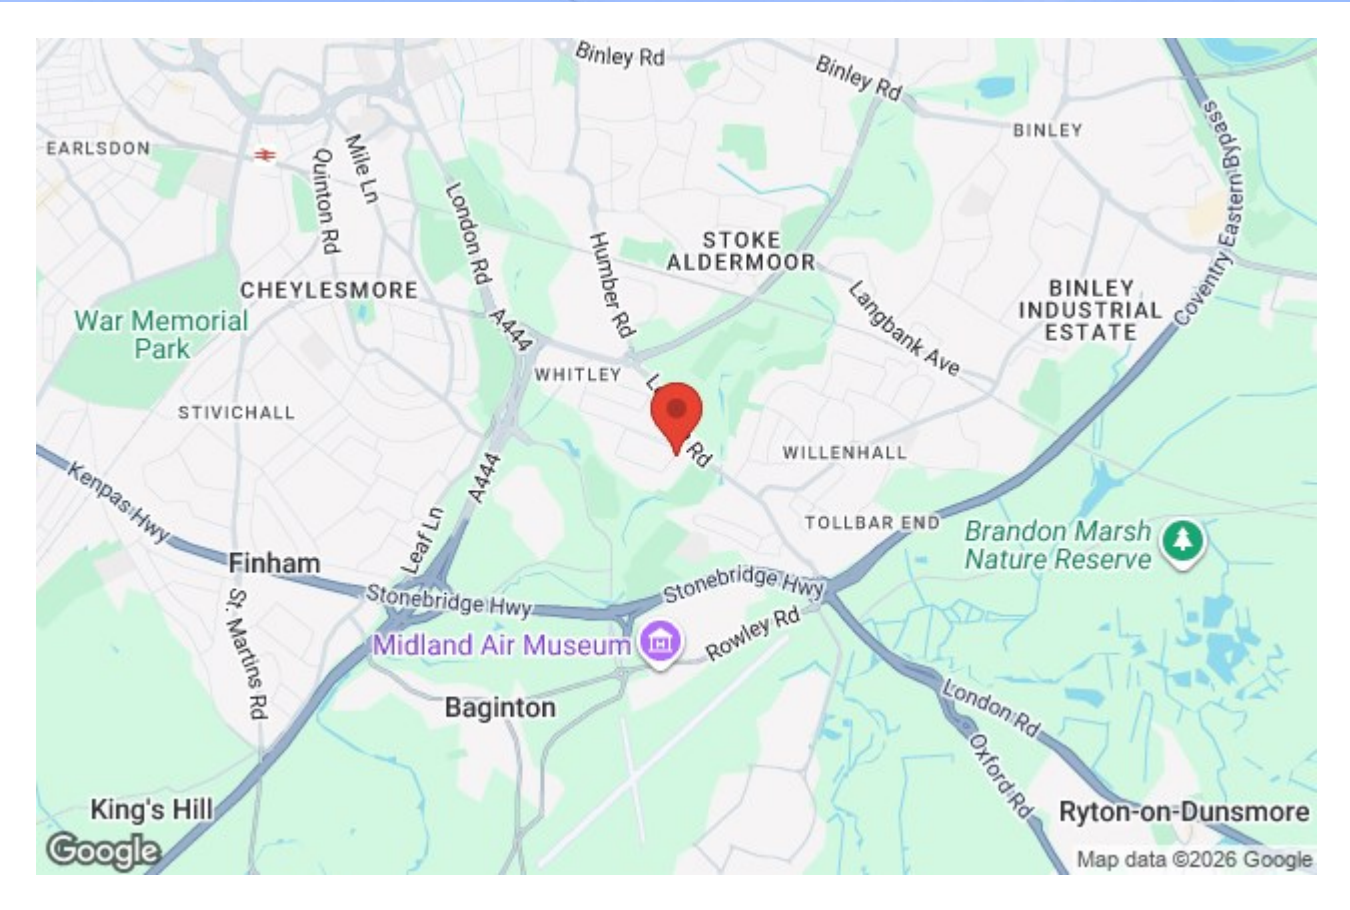 Binley Rd
Binley Rd
Coventry Eastern Bypass
BINLEY
EARLSDON
Mile Ln
Quinton Rd
London Rd
Humber Rd
STOKE
ALDERMOOR
CHEYLESMORE
Langbank Ave
BINLEY
INDUSTRIAL
ESTATE
War Memorial
Park
A444
WHITLEY
Rd
STIVICHALL
WILLENHALL
Kenpas Hwy
A444
Leaf Ln
TOLLBAR END
Brandon Marsh
Nature Reserve
Finham
Stonebridge Hwy
Stonebridge Hwy
St. Martins Rd
Midland Air Museum
Rowley Rd
Baginton
London Rd
Oxford Rd
King's Hill
Ryton-on-Dunsmore
Google
Map data ©2026 Google